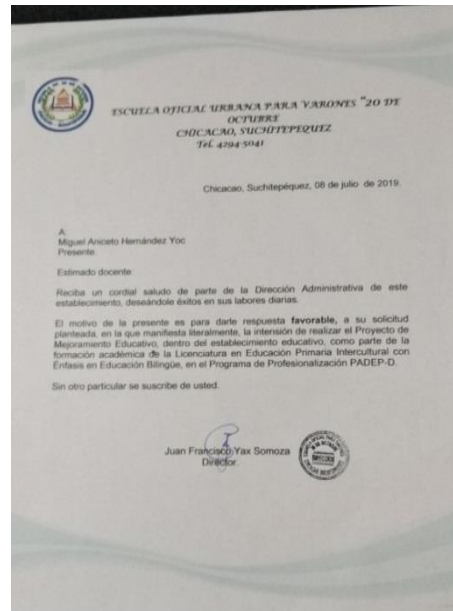 ESCUELA OFICIAL URBANA PARA VARONES "20 DE
OCTUBRE
CHICACAO, SUCHITEPEQUEZ
Tel. 4294-5041
Chicacao, Suchitepéquez, 08 de julio de 2019.
A:
Miguel Aniceto Hernández Yoc
Presente.
Estimado docente:
Reciba un cordial saludo de parte de la Dirección Administrativa de este
establecimiento, deseándole éxitos en sus labores diarias.
El motivo de la presente es para darle respuesta favorable, a su solicitud
planteada, en la que manifiesta literalmente, la intensión de realizar el Proyecto de
Mejoramiento Educativo, dentro del establecimiento educativo, como parte de la
formación académica de la Licenciatura en Educación Primaria Intercultural con
Énfasis en Educación Bilingüe, en el Programa de Profesionalización PADEP-D.
Sin otro particular se suscribe de usted.
Juan Francisco Yax Somoza
Director.